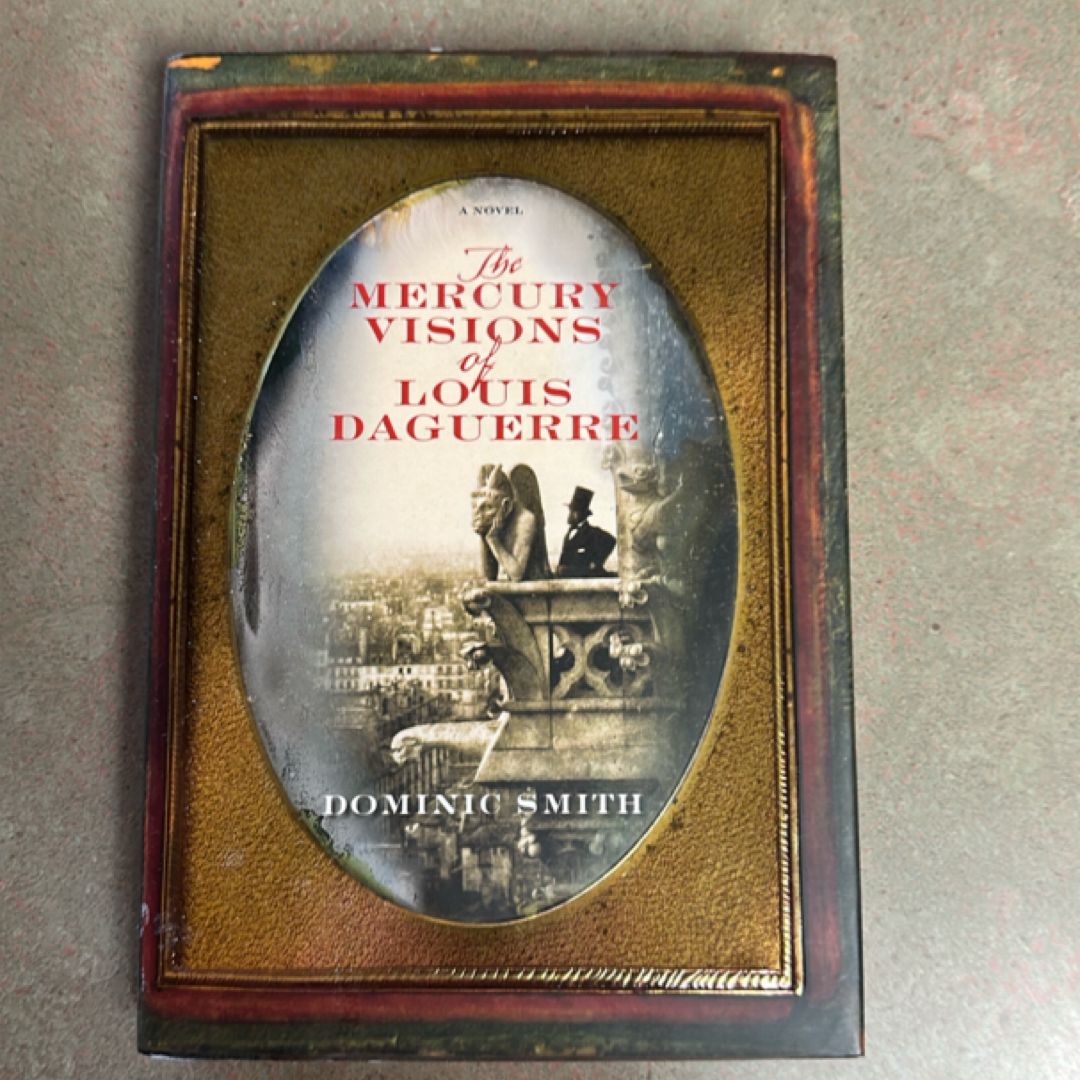 A NOVEL
The
MERCURY
VISIONS
of
LOUIS
DAGUERRE
DOMINIC SMITH